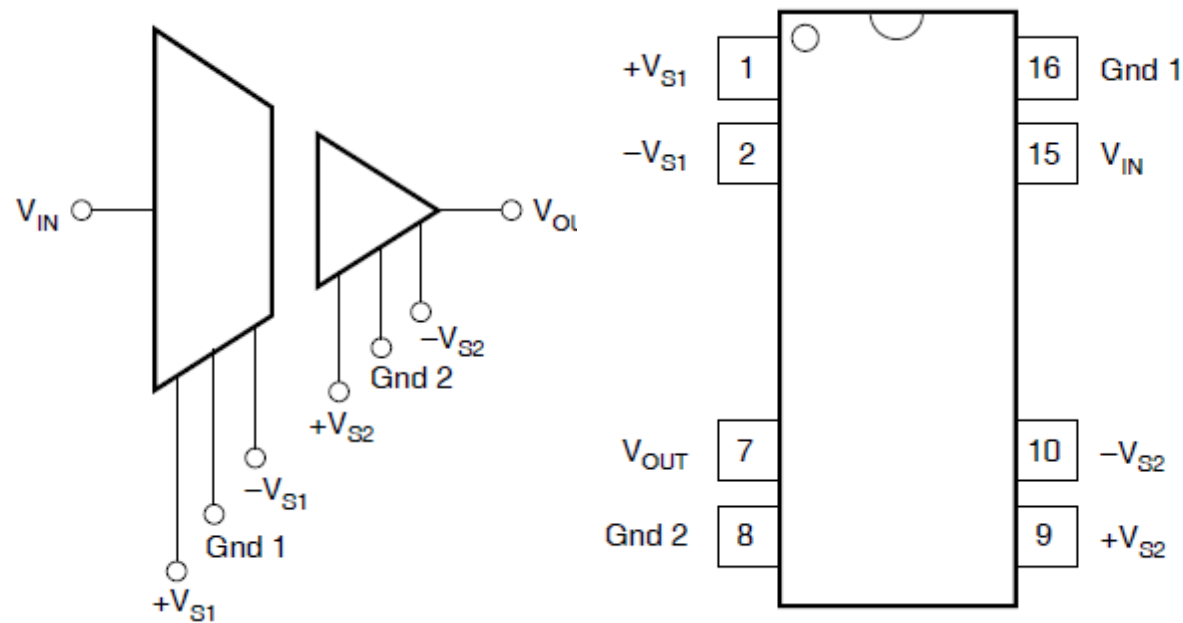 V_IN
V_OU
−V_S2
Gnd 2
+V_S2
−V_S1
Gnd 1
+V_S1
+V_S1 1 16 Gnd 1
−V_S1 2 15 V_IN
V_OUT 7 10 −V_S2
Gnd 2 8 9 +V_S2